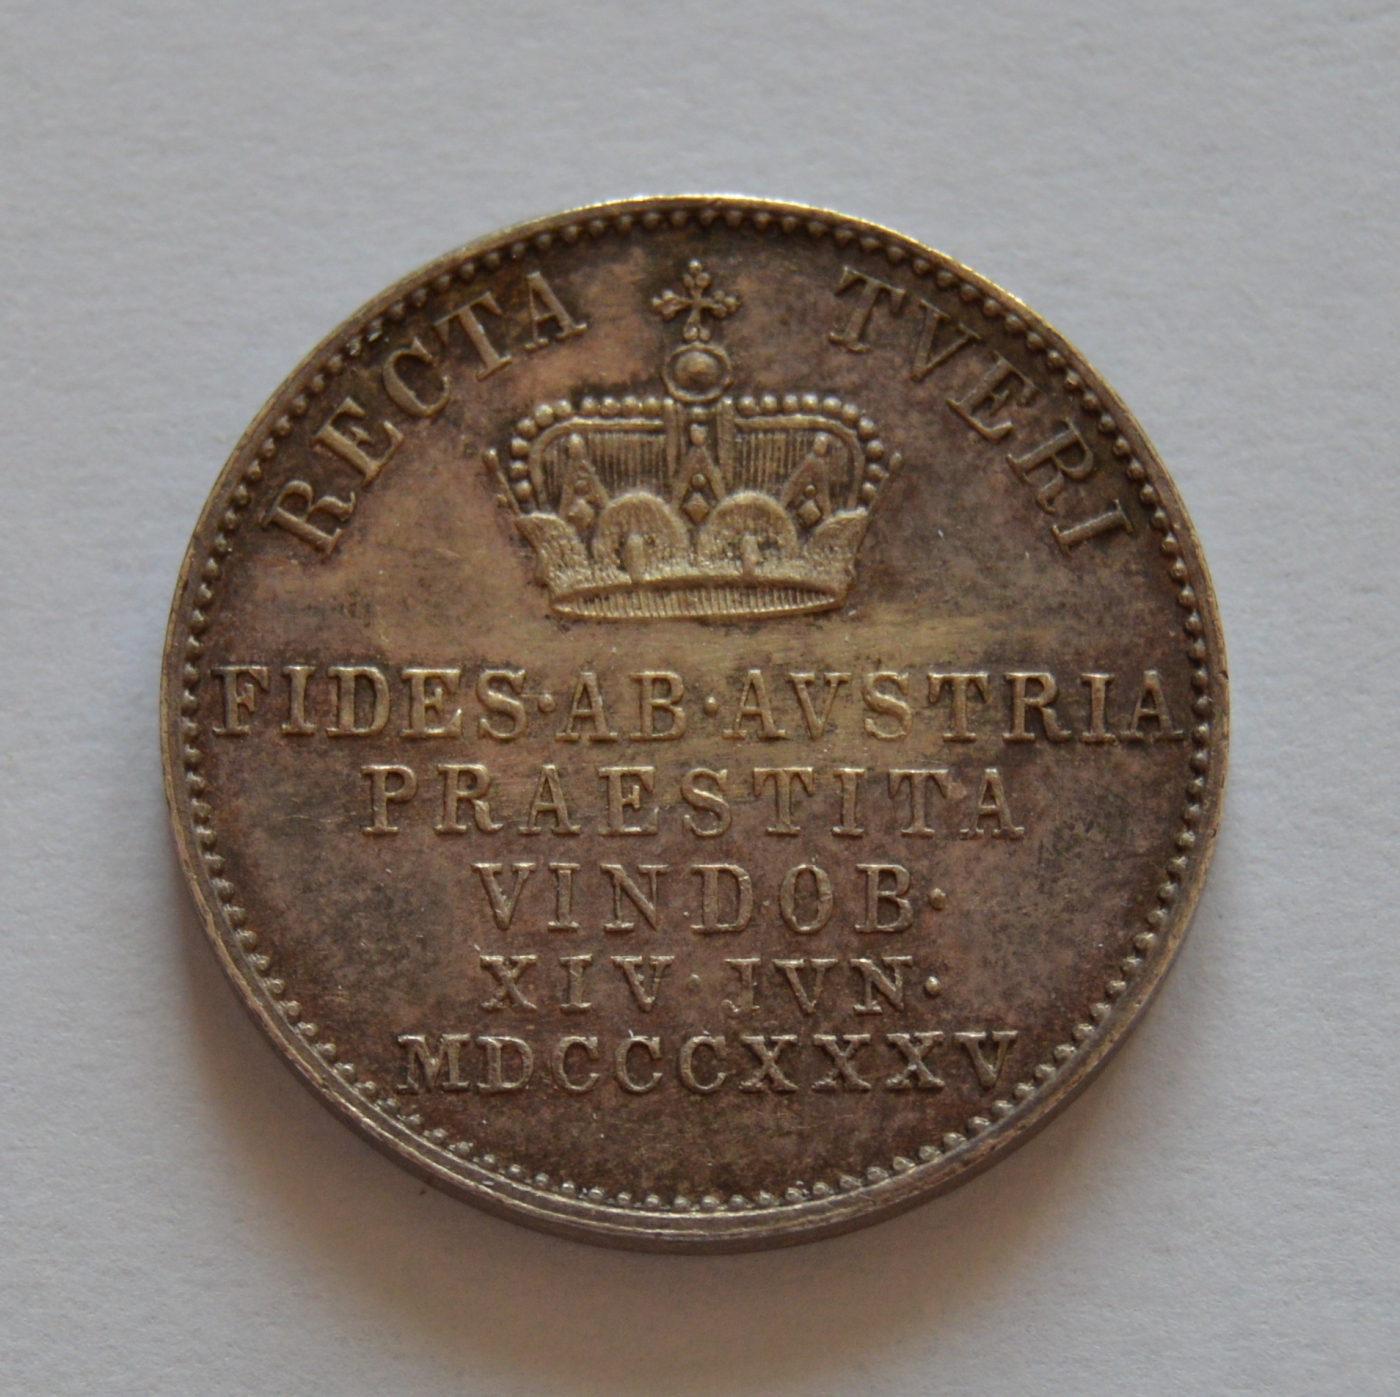 RECTA TVERI
FIDES·AB·AVSTRIA
PRAESTITA
VINDOB·
XIV·JVN·
MDCCCXXXV